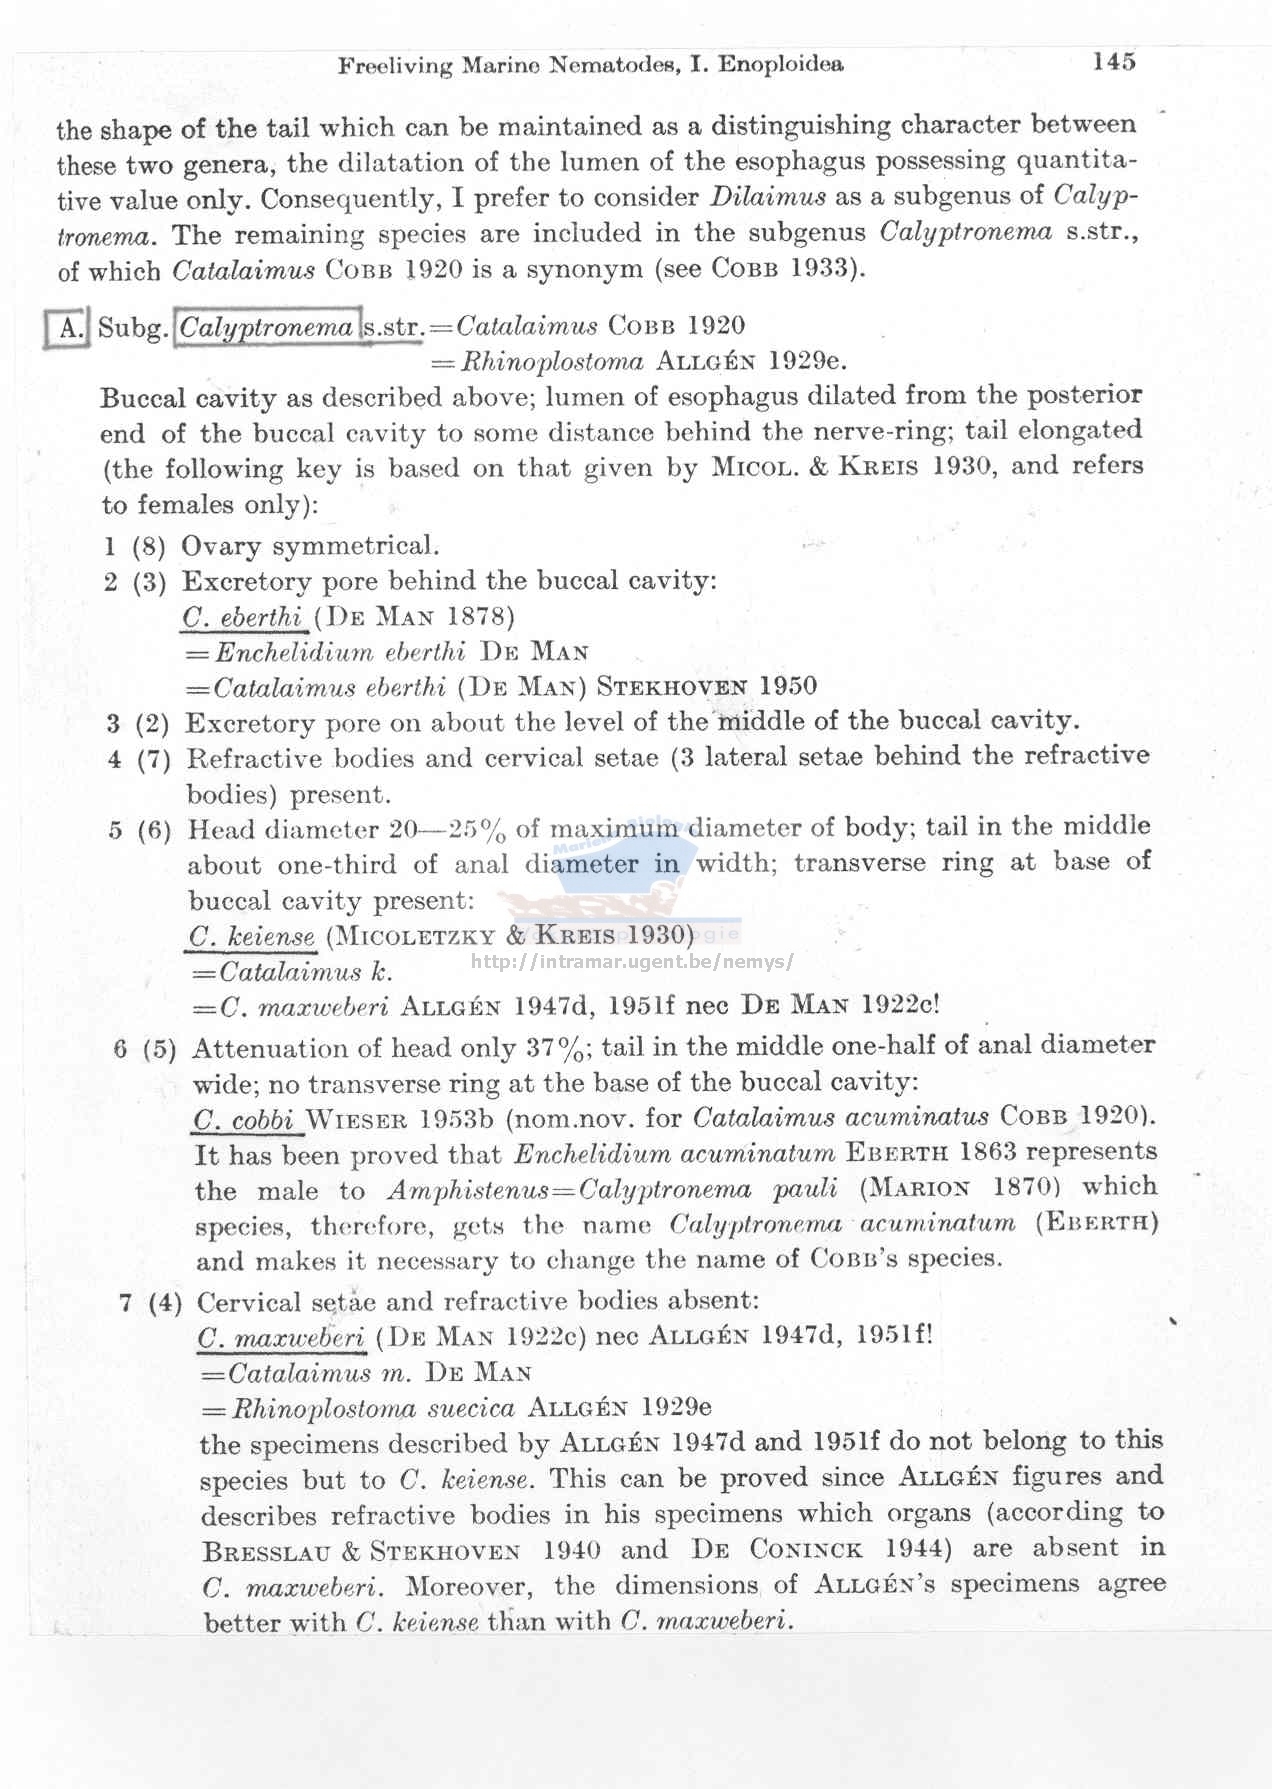 Freeliving Marine Nematodes, I. Enoploidea 145
the shape of the tail which can be maintained as a distinguishing character between
these two genera, the dilatation of the lumen of the esophagus possessing quantita-
tive value only. Consequently, I prefer to consider Dilaimus as a subgenus of Calyp-
tronema. The remaining species are included in the subgenus Calyptronema s.str.,
of which Catalaimus COBB 1920 is a synonym (see COBB 1933).
A. Subg. Calyptronema s.str.=Catalaimus COBB 1920
=Rhinoplostoma ALLGÉN 1929e.
Buccal cavity as described above; lumen of esophagus dilated from the posterior
end of the buccal cavity to some distance behind the nerve-ring; tail elongated
(the following key is based on that given by MICOL. & KREIS 1930, and refers
to females only):
1 (8) Ovary symmetrical.
2 (3) Excretory pore behind the buccal cavity:
C. eberthi (DE MAN 1878)
=Enchelidium eberthi DE MAN
=Catalaimus eberthi (DE MAN) STEKHOVEN 1950
3 (2) Excretory pore on about the level of the middle of the buccal cavity.
4 (7) Refractive bodies and cervical setae (3 lateral setae behind the refractive
bodies) present.
5 (6) Head diameter 20—25% of maximum diameter of body; tail in the middle
about one-third of anal diameter in width; transverse ring at base of
buccal cavity present:
C. keiense (MICOLETZKY & KREIS 1930)
http://intramar.ugent.be/nemys/
=Catalaimus k.
=C. maxweberi ALLGÉN 1947d, 1951f nec DE MAN 1922c!
6 (5) Attenuation of head only 37%; tail in the middle one-half of anal diameter
wide; no transverse ring at the base of the buccal cavity:
C. cobbi WIESER 1953b (nom.nov. for Catalaimus acuminatus COBB 1920).
It has been proved that Enchelidium acuminatum EBERTH 1863 represents
the male to Amphistenus=Calyptronema pauli (MARION 1870) which
species, therefore, gets the name Calyptronema acuminatum (EBERTH)
and makes it necessary to change the name of COBB's species.
7 (4) Cervical setae and refractive bodies absent:
C. maxweberi (DE MAN 1922c) nec ALLGÉN 1947d, 1951f!
=Catalaimus m. DE MAN
=Rhinoplostoma suecica ALLGÉN 1929e
the specimens described by ALLGÉN 1947d and 1951f do not belong to this
species but to C. keiense. This can be proved since ALLGÉN figures and
describes refractive bodies in his specimens which organs (according to
BRESSLAU & STEKHOVEN 1940 and DE CONINCK 1944) are absent in
C. maxweberi. Moreover, the dimensions of ALLGÉN's specimens agree
better with C. keiense than with C. maxweberi.